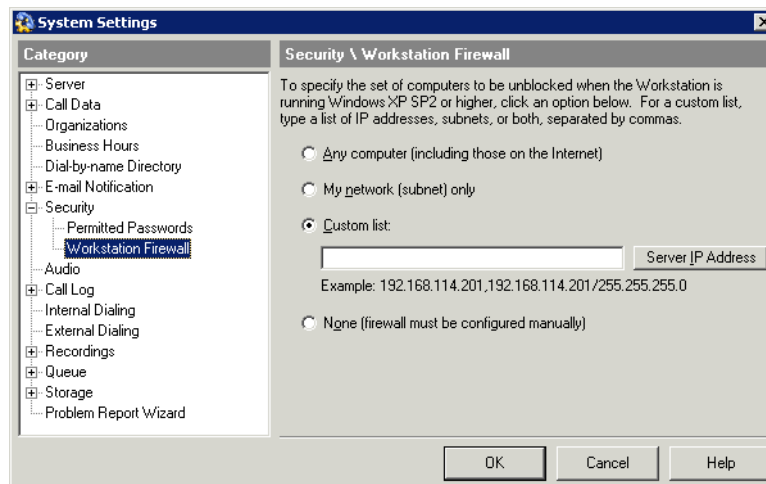 System Settings
Category
Server
Call Data
Organizations
Business Hours
Dial-by-name Directory
E-mail Notification
Security
Permitted Passwords
Workstation Firewall
Audio
Call Log
Internal Dialing
External Dialing
Recordings
Queue
Storage
Problem Report Wizard
Security \ Workstation Firewall
To specify the set of computers to be unblocked when the Workstation is
running Windows XP SP2 or higher, click an option below. For a custom list,
type a list of IP addresses, subnets, or both, separated by commas.
Any computer (including those on the Internet)
My network (subnet) only
Custom list:
Server IP Address
Example: 192.168.114.201,192.168.114.201/255.255.255.0
None (firewall must be configured manually)
OK Cancel Help